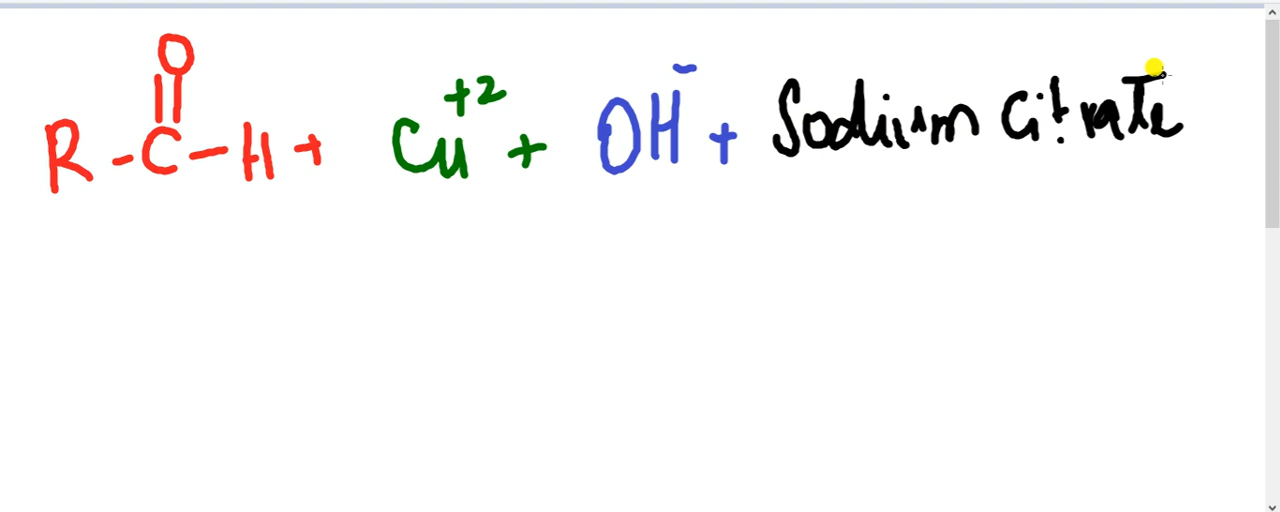 O
R - C - H + Cu +2 + OH - + Sodium Citrate